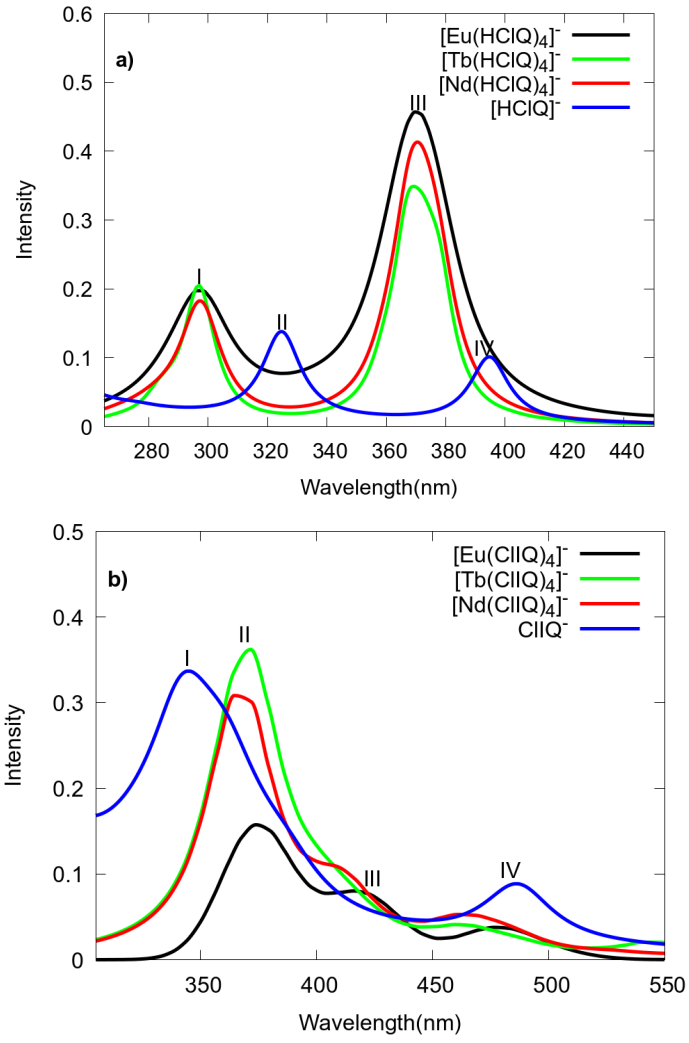 0.6
0.5
0.4
0.3
0.2
0.1
0
a)
[Eu(HClQ)4]-
[Tb(HClQ)4]-
[Nd(HClQ)4]-
[HClQ]-
I
II
III
IV
Intensity
280 300 320 340 360 380 400 420 440
Wavelength(nm)
0.5
0.4
0.3
0.2
0.1
0
b)
[Eu(ClIQ)4]-
[Tb(ClIQ)4]-
[Nd(ClIQ)4]-
ClIQ-
I
II
III
IV
Intensity
350 400 450 500 550
Wavelength(nm)